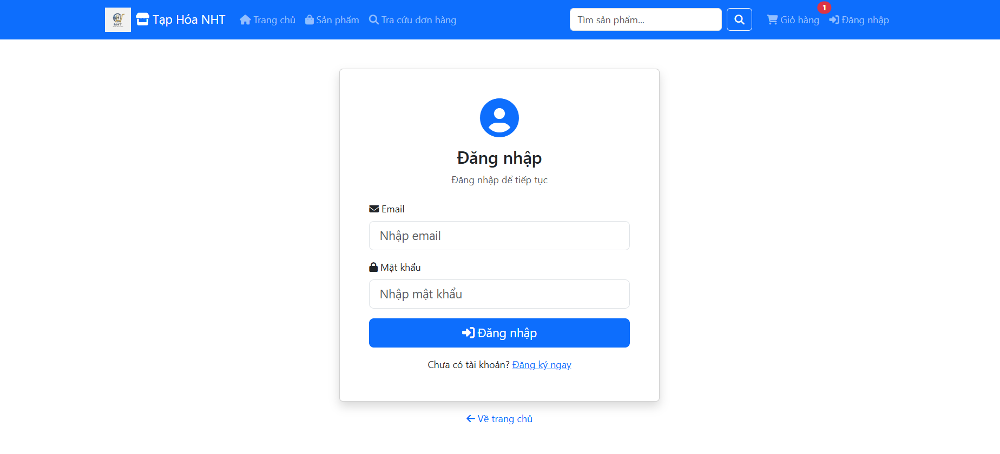 NHT
NHT
Tạp Hóa NHT
Trang chủ
Sản phẩm
Tra cứu đơn hàng
Tìm sản phẩm...
Giỏ hàng
1
Đăng nhập
Đăng nhập
Đăng nhập để tiếp tục
Email
Nhập email
Mật khẩu
Nhập mật khẩu
Đăng nhập
Chưa có tài khoản? Đăng ký ngay
Về trang chủ